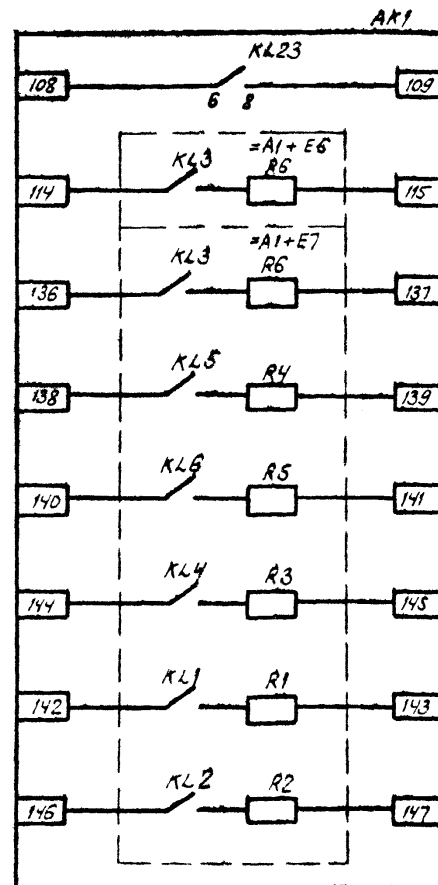 AK1
KL23
108 6 8 109
=A1+E6
KL3 R6
114 115
=A1+E7
KL3 R6
136 137
KL5 R4
138 139
KL6 R5
140 141
KL4 R3
144 145
KL1 R1
142 143
KL2 R2
146 147